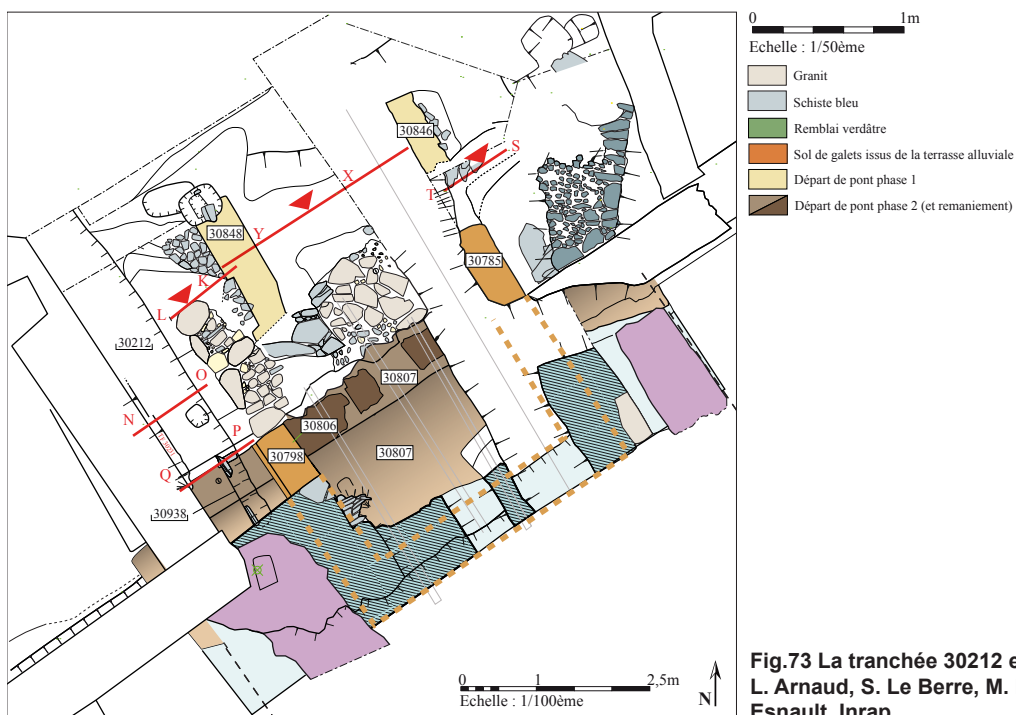 0 1m
Echelle : 1/50ème
Granit
Schiste bleu
Remblai verdâtre
Sol de galets issus de la terrasse alluviale
Départ de pont phase 1
Départ de pont phase 2 (et remaniement)
30846
S
X
T
30848
Y
30785
K
L
30212
O
30807
N
30806
P
30798
30807
Q
30938
0 1 2,5m
Echelle : 1/100ème
N
Fig.73 La tranchée 30212 e
L. Arnaud, S. Le Berre, M.
Esnault, Inrap